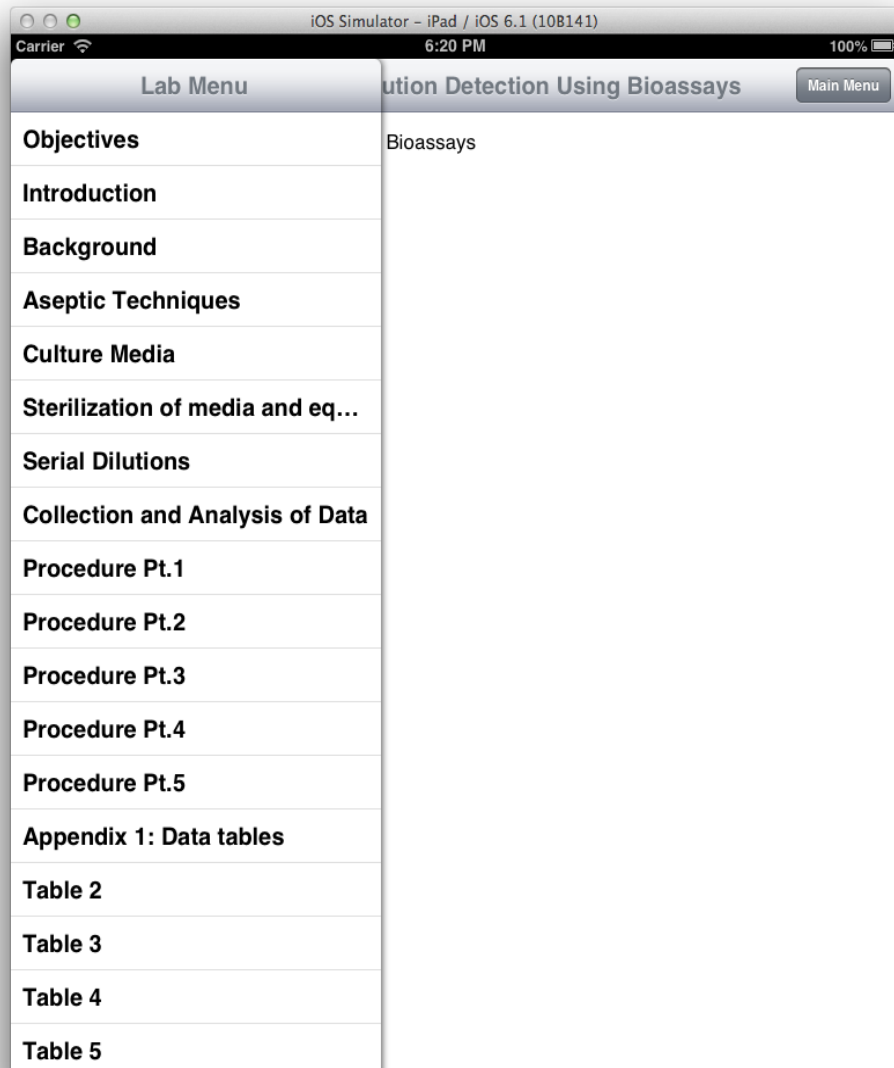 iOS Simulator – iPad / iOS 6.1 (10B141)
Carrier 6:20 PM 100%
Lab Menu
ution Detection Using Bioassays
Main Menu
Bioassays
Objectives
Introduction
Background
Aseptic Techniques
Culture Media
Sterilization of media and eq...
Serial Dilutions
Collection and Analysis of Data
Procedure Pt.1
Procedure Pt.2
Procedure Pt.3
Procedure Pt.4
Procedure Pt.5
Appendix 1: Data tables
Table 2
Table 3
Table 4
Table 5